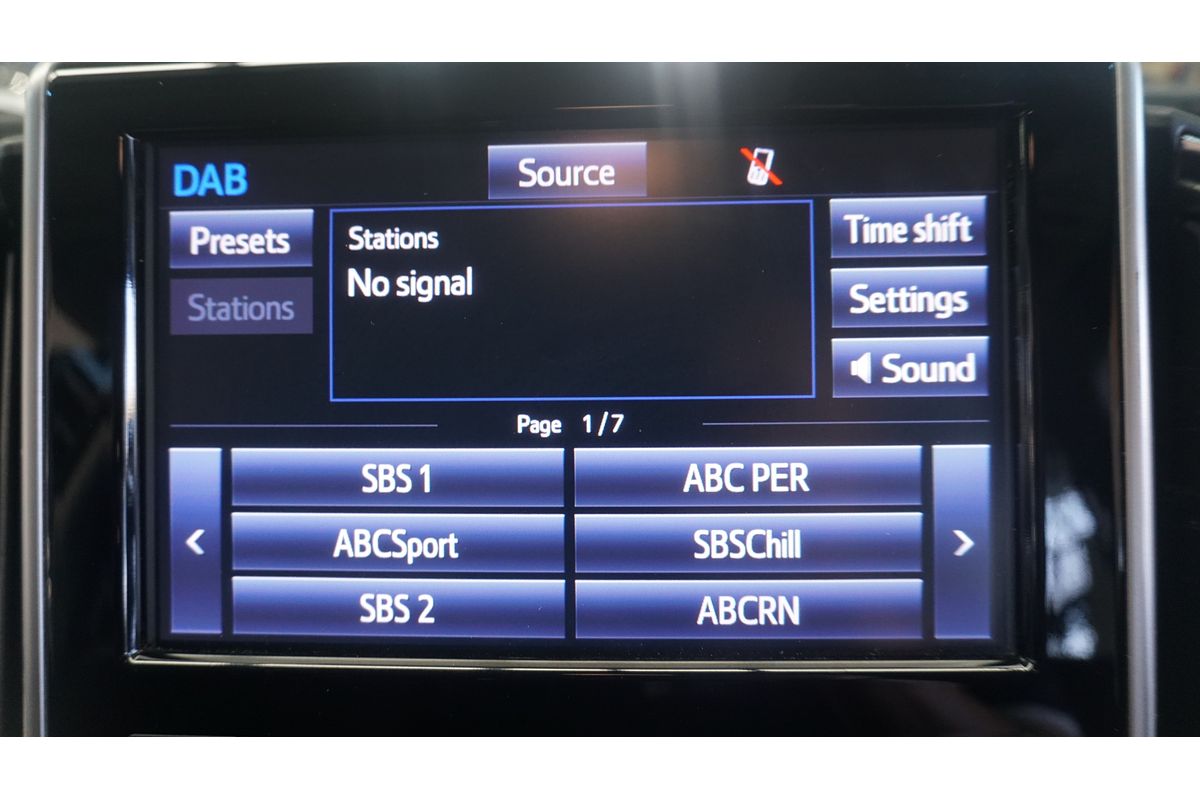 DAB
Source
Presets
Stations
Stations
No signal
Time shift
Settings
Sound
Page 1/7
<
SBS 1
ABC PER
ABCSport
SBSChill
SBS 2
ABCRN
>